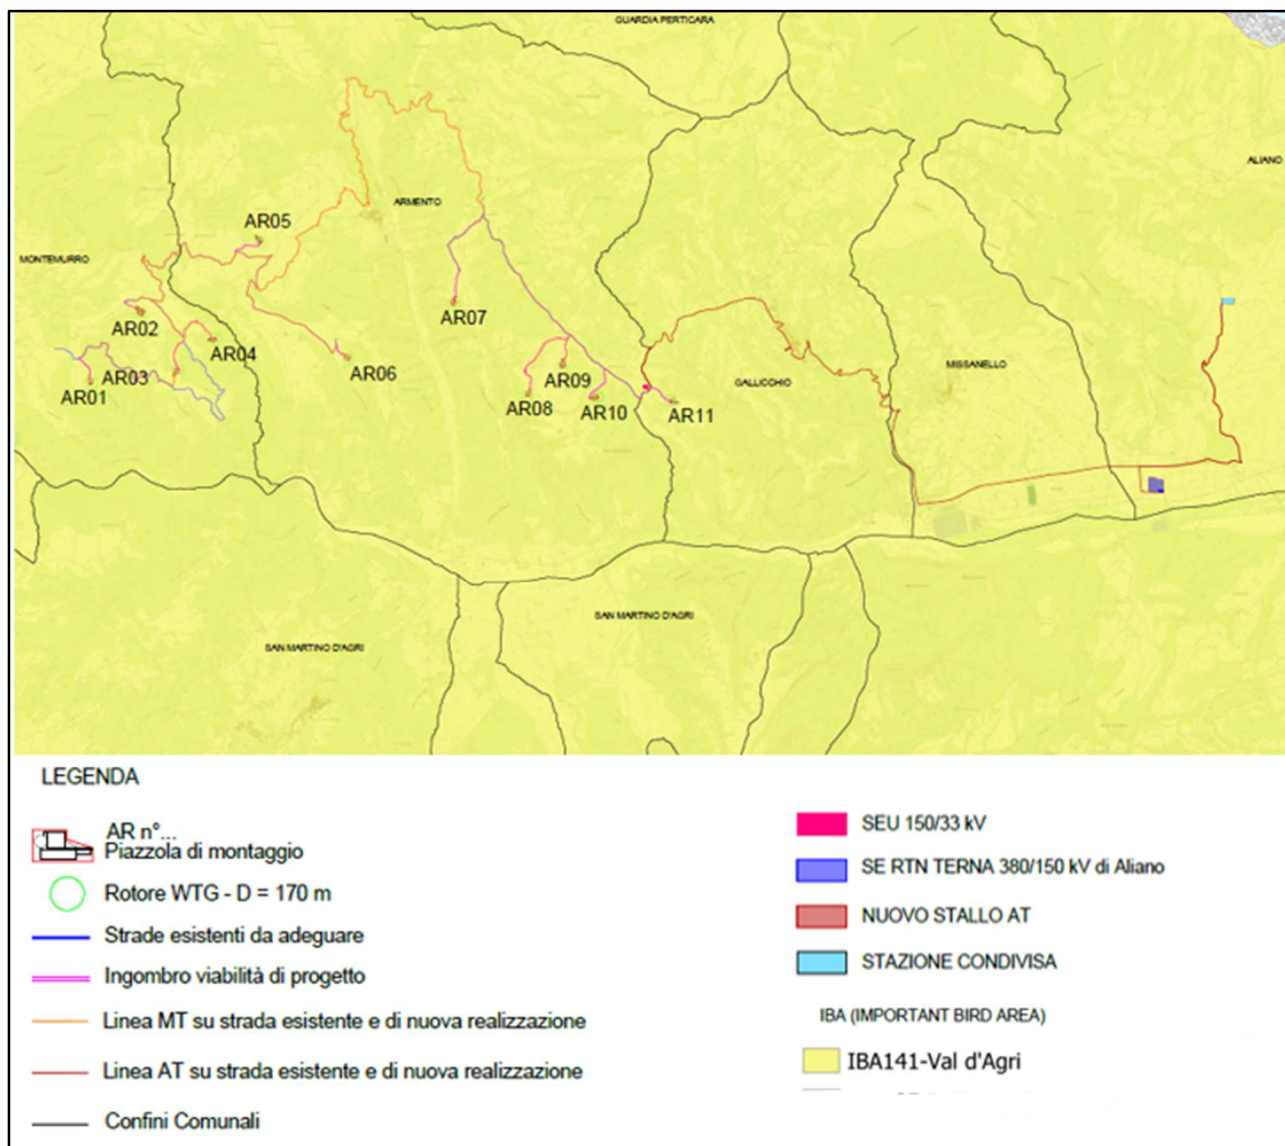 GUARDIA PERTICARA
ALIANO
ARMENTO
AR05
MONTEMURRO
AR07
AR02
AR04
AR03
AR06
AR01
AR09
AR08
AR10
AR11
GALLICCHIO
MISSANELLO
SAN MARTINO D'AGRI
SAN MARTINO D'AGRI
LEGENDA
AR n°...
Piazzola di montaggio
Rotore WTG - D = 170 m
Strade esistenti da adeguare
Ingombro viabilità di progetto
Linea MT su strada esistente e di nuova realizzazione
Linea AT su strada esistente e di nuova realizzazione
Confini Comunali
SEU 150/33 kV
SE RTN TERNA 380/150 kV di Aliano
NUOVO STALLO AT
STAZIONE CONDIVISA
IBA (IMPORTANT BIRD AREA)
IBA141-Val d'Agri